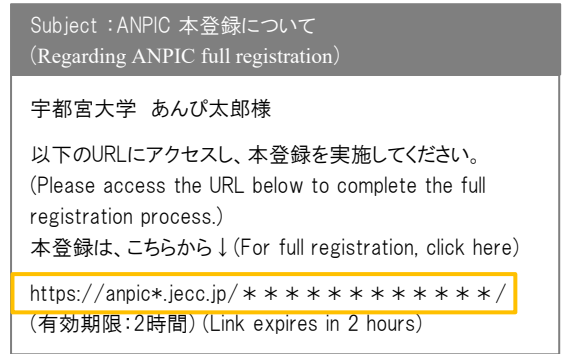 Subject :ANPIC 本登録について
(Regarding ANPIC full registration)
宇都宮大学 あんぴ太郎様
以下のURLにアクセスし、本登録を実施してください。
(Please access the URL below to complete the full
registration process.)
本登録は、こちらから↓(For full registration, click here)
https://anpic*.jecc.jp/＊＊＊＊＊＊＊＊＊＊＊＊/
(有効期限:2時間)(Link expires in 2 hours)